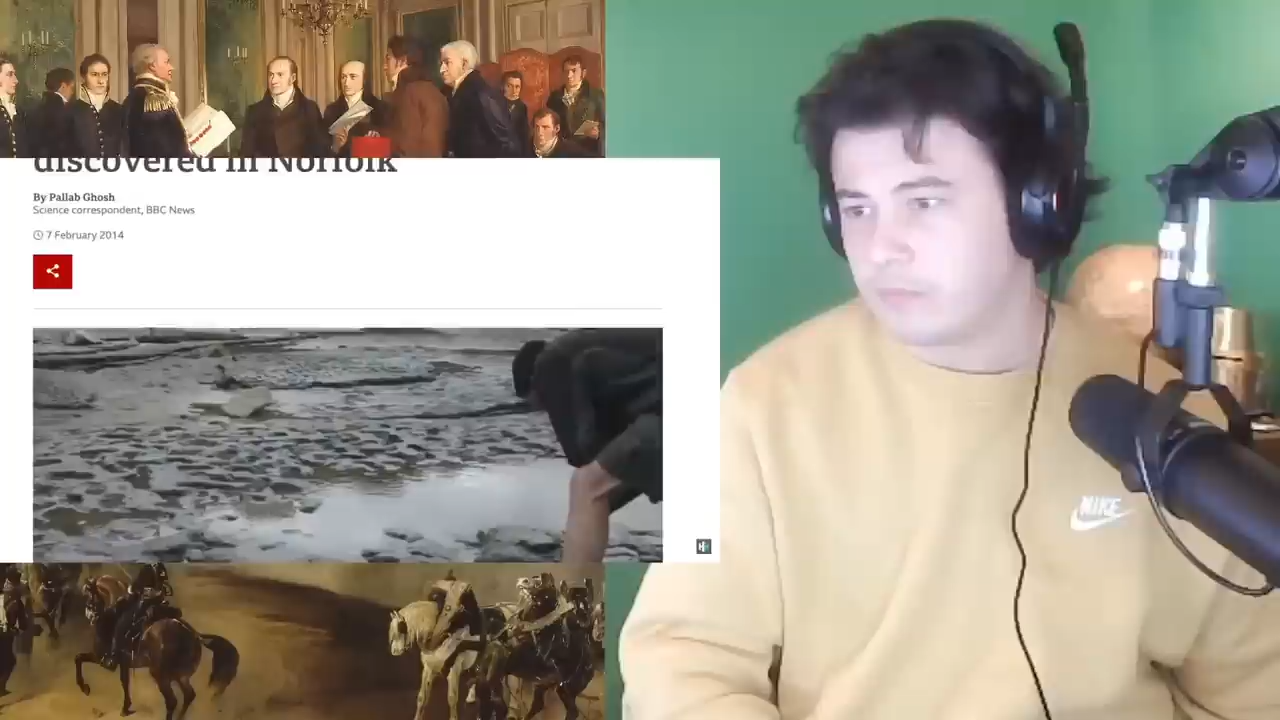 discovered in Norfolk
By Pallab Ghosh
Science correspondent, BBC News
7 February 2014
NIKE